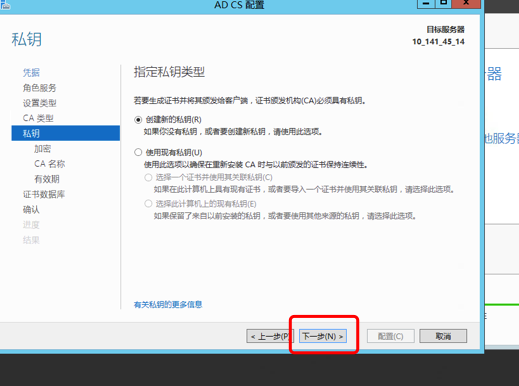 AD CS 配置
私钥
目标服务器
10_141_45_14
凭据
角色服务
设置类型
CA 类型
私钥
加密
CA 名称
有效期
证书数据库
确认
进度
结果
指定私钥类型
若要生成证书并将其颁发给客户端，证书颁发机构(CA)必须具有私钥。
创建新的私钥(R)
如果你没有私钥，或者要创建新私钥，请使用此选项。
使用现有私钥(U)
使用此选项以确保在重新安装 CA 时与以前颁发的证书保持连续性。
选择一个证书并使用其关联私钥(C)
如果在此计算机上具有现有证书，或者要导入一个证书并使用其关联私钥，请选择此选项。
选择此计算机上的现有私钥(E)
如果保留了来自以前安装的私钥，或者要使用其他来源的私钥，请选择此选项。
有关私钥的更多信息
< 上一步(P)
下一步(N) >
配置(C)
取消
务器